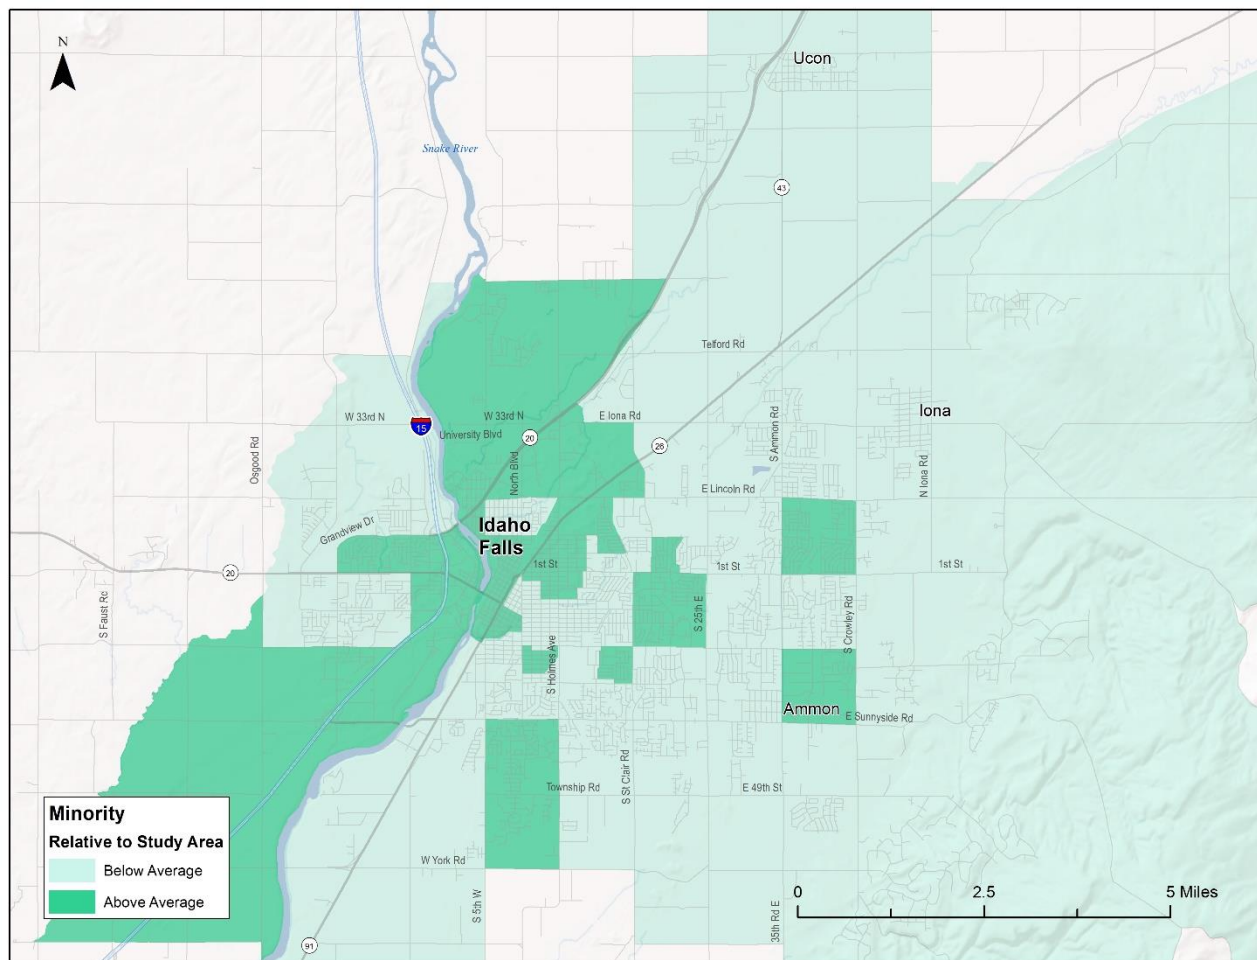 N
Ucon
Snake River
43
Telford Rd
W 33rd N
W 33rd N
E Iona Rd
Iona
15
University Blvd
20
26
S Ammon Rd
Osgood Rd
North Blvd
N Iona Rd
E Lincoln Rd
Grandview Dr
Idaho
Falls
1st St
1st St
1st St
20
S Faust Rd
S 25th E
S Crowley Rd
S Holmes Ave
Ammon
E Sunnyside Rd
S St Clair Rd
Township Rd
E 49th St
Minority
Relative to Study Area
Below Average
Above Average
W York Rd
S 5th W
35th Rd E
91
0
2.5
5 Miles